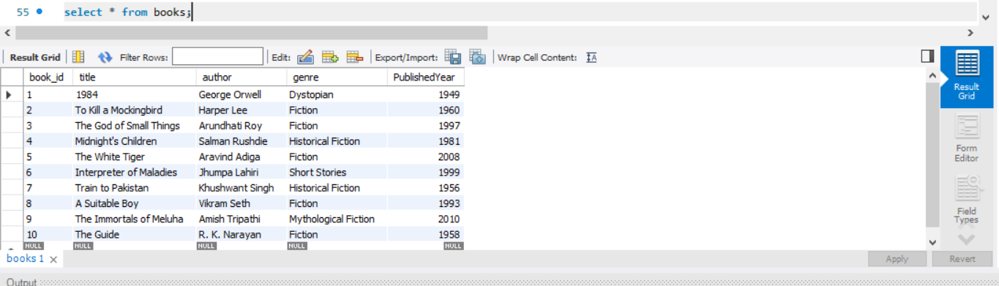 55 select * from books;
Result Grid Filter Rows: Edit: Export/Import: Wrap Cell Content: IA
book_id title author genre PublishedYear
1 1984 George Orwell Dystopian 1949
2 To Kill a Mockingbird Harper Lee Fiction 1960
3 The God of Small Things Arundhati Roy Fiction 1997
4 Midnight's Children Salman Rushdie Historical Fiction 1981
5 The White Tiger Aravind Adiga Fiction 2008
6 Interpreter of Maladies Jhumpa Lahiri Short Stories 1999
7 Train to Pakistan Khushwant Singh Historical Fiction 1956
8 A Suitable Boy Vikram Seth Fiction 1993
9 The Immortals of Meluha Amish Tripathi Mythological Fiction 2010
10 The Guide R. K. Narayan Fiction 1958
NULL NULL NULL NULL NULL
Result
Grid
Form
Editor
Field
Types
books 1 Apply Revert
Output